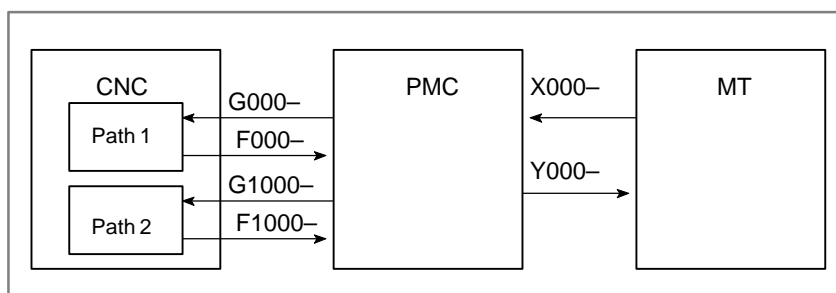 CNC
PMC
MT
G000–
X000–
Path 1
F000–
G1000–
Y000–
Path 2
F1000–